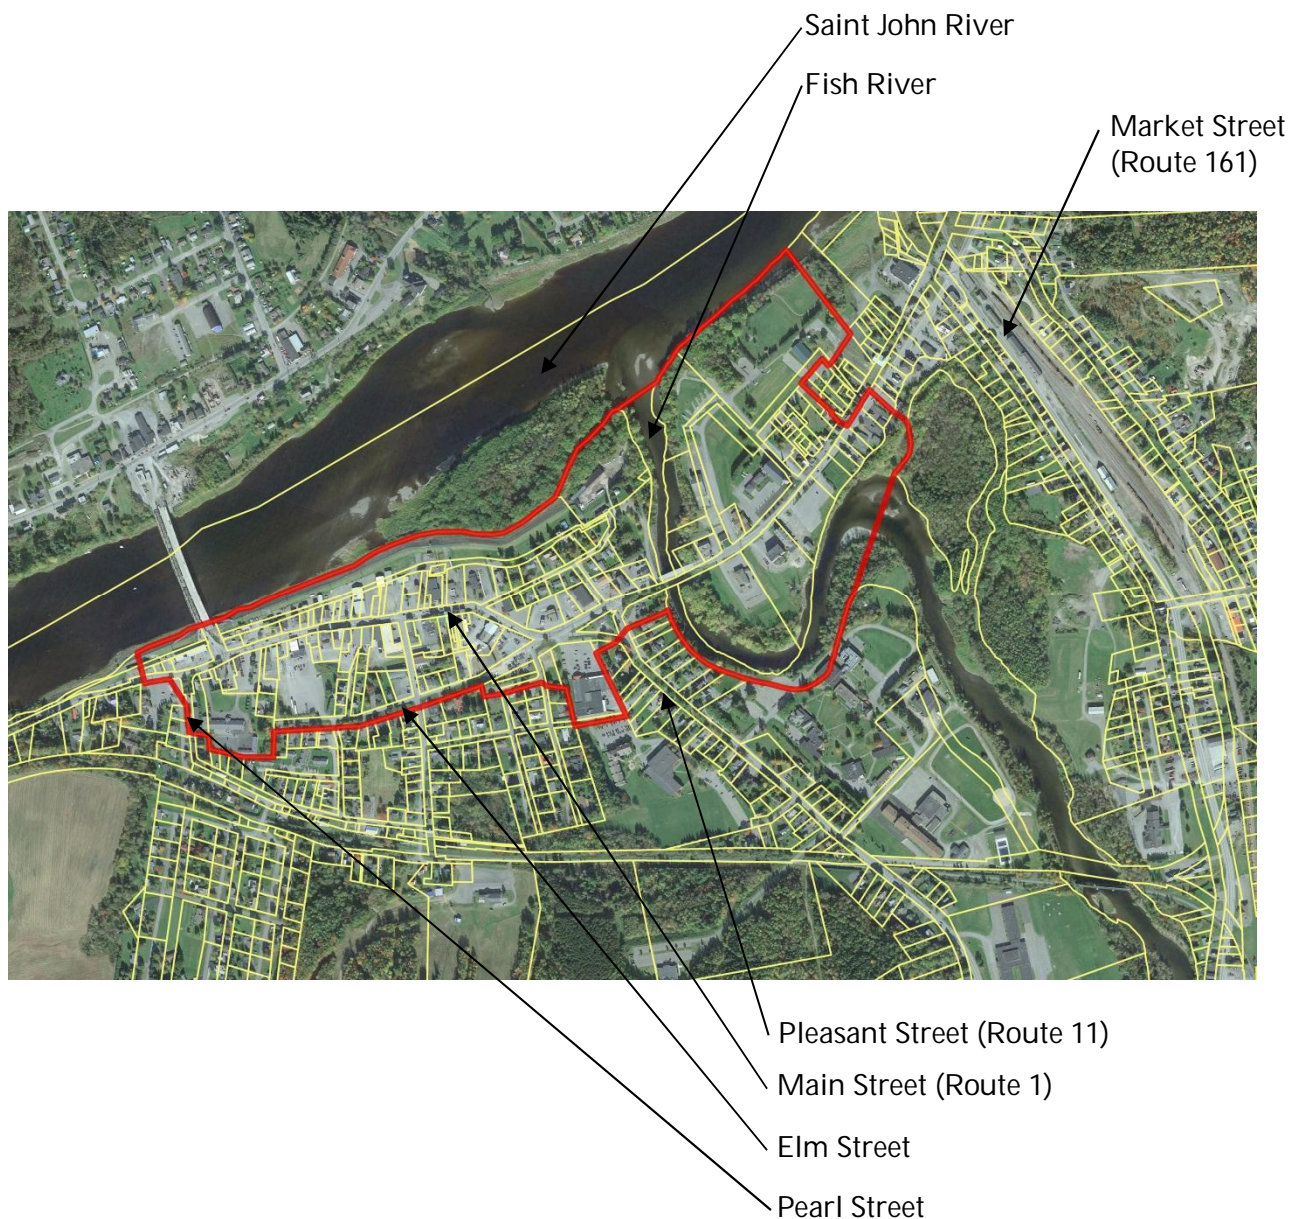 Saint John River
Fish River
Market Street
(Route 161)
Pleasant Street (Route 11)
Main Street (Route 1)
Elm Street
Pearl Street